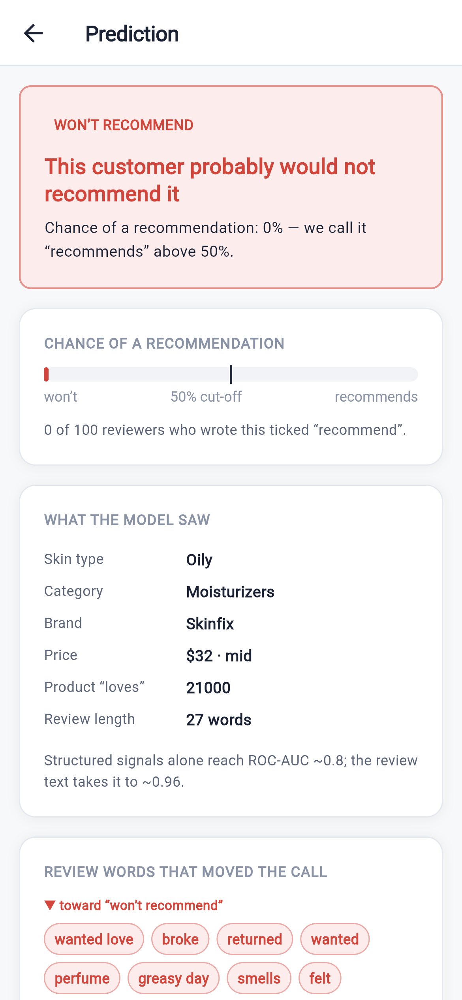 Prediction
WON’T RECOMMEND
This customer probably would not
recommend it
Chance of a recommendation: 0% — we call it
“recommends” above 50%.
CHANCE OF A RECOMMENDATION
won’t 50% cut-off recommends
0 of 100 reviewers who wrote this ticked “recommend”.
WHAT THE MODEL SAW
Skin type Oily
Category Moisturizers
Brand Skinfix
Price $32 · mid
Product “loves” 21000
Review length 27 words
Structured signals alone reach ROC-AUC ~0.8; the review
text takes it to ~0.96.
REVIEW WORDS THAT MOVED THE CALL
▼ toward “won’t recommend”
wanted love broke returned wanted
perfume greasy day smells felt